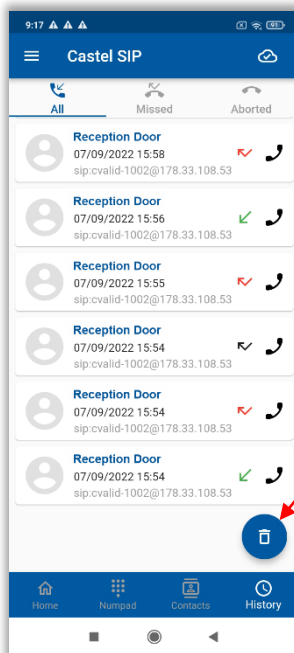 9:17
91
Castel SIP
All Missed Aborted
Reception Door
07/09/2022 15:58
sip:cvalid-1002@178.33.108.53
Reception Door
07/09/2022 15:56
sip:cvalid-1002@178.33.108.53
Reception Door
07/09/2022 15:55
sip:cvalid-1002@178.33.108.53
Reception Door
07/09/2022 15:54
sip:cvalid-1002@178.33.108.53
Reception Door
07/09/2022 15:54
sip:cvalid-1002@178.33.108.53
Reception Door
07/09/2022 15:54
sip:cvalid-1002@178.33.108.53
Home Numpad Contacts History